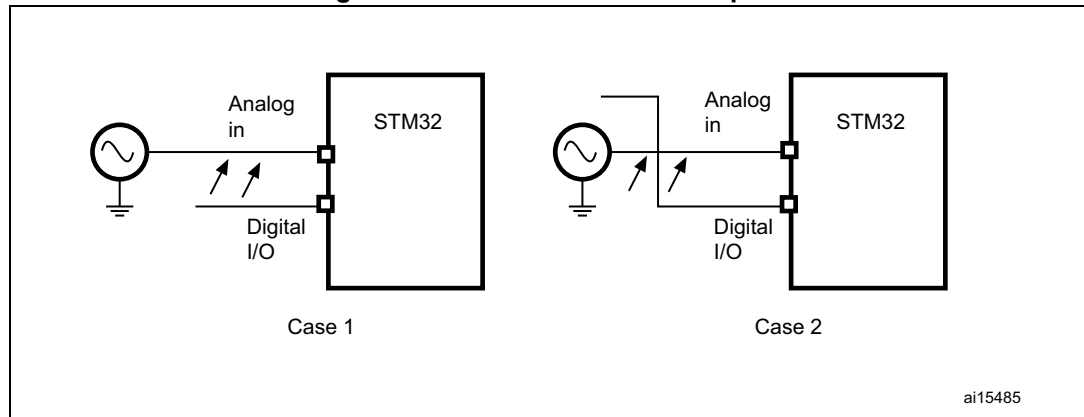 Analog
in
STM32
Digital
I/O
Case 1
Analog
in
STM32
Digital
I/O
Case 2
ai15485